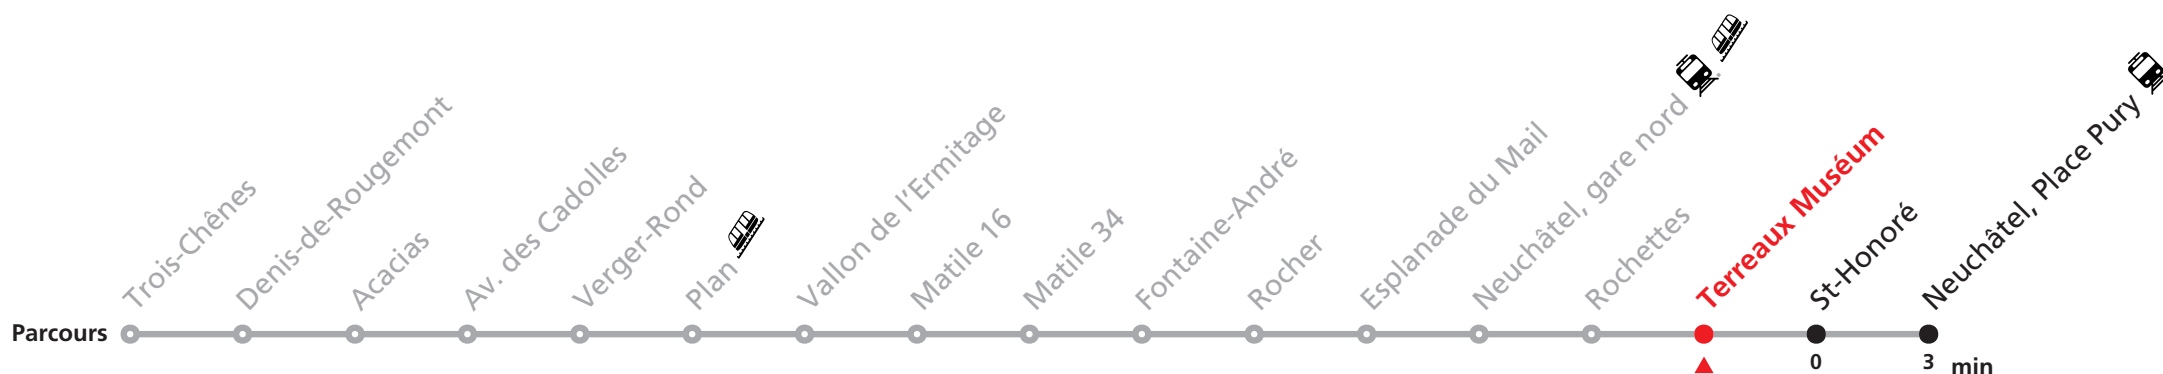 Parcours
Trois-Chênes
Denis-de-Rougemont
Acacias
Av. des Cadolles
Verger-Rond
Plan
Vallon de l'Ermitage
Matile 16
Matile 34
Fontaine-André
Rocher
Esplanade du Mail
Neuchâtel, gare nord
Rochettes
Terreaux Muséum
St-Honoré
Neuchâtel, Place Pury
0
3
min